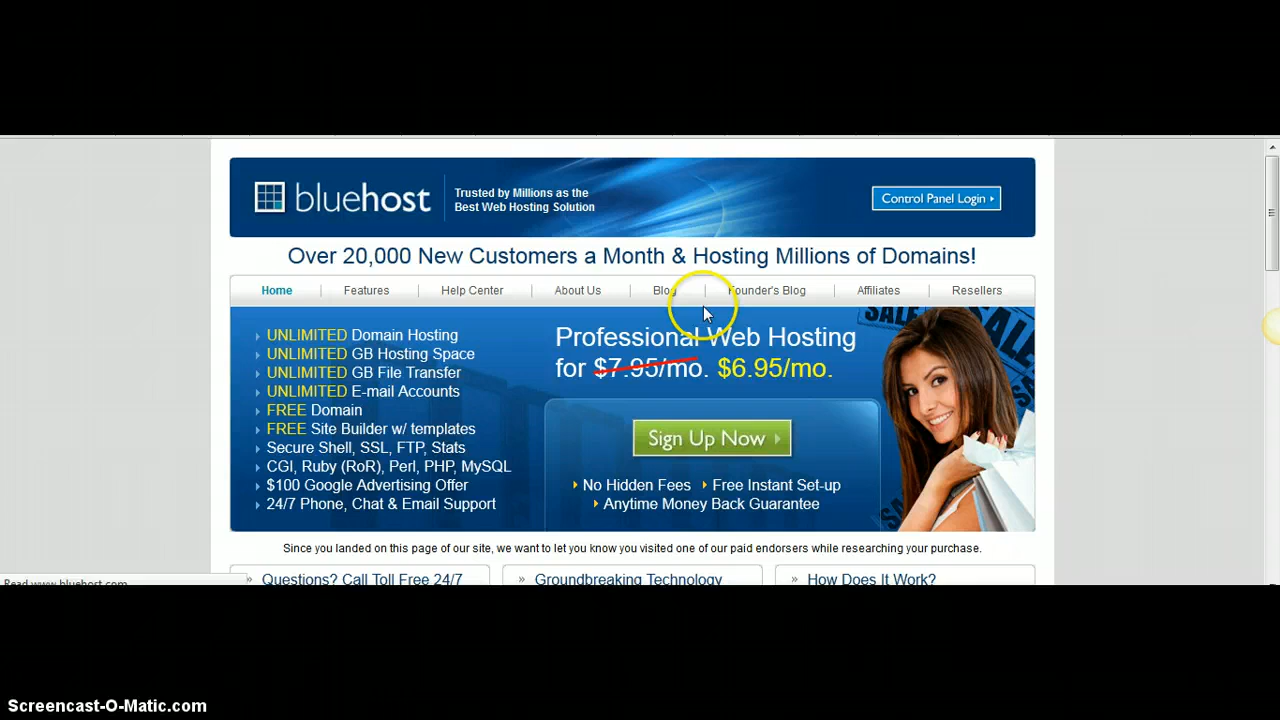 bluehost
Trusted by Millions as the
Best Web Hosting Solution
Control Panel Login
Over 20,000 New Customers a Month & Hosting Millions of Domains!
Home Features Help Center About Us Blog Founder's Blog Affiliates Resellers
UNLIMITED Domain Hosting
UNLIMITED GB Hosting Space
UNLIMITED GB File Transfer
UNLIMITED E-mail Accounts
FREE Domain
FREE Site Builder w/ templates
Secure Shell, SSL, FTP, Stats
CGI, Ruby (RoR), Perl, PHP, MySQL
$100 Google Advertising Offer
24/7 Phone, Chat & Email Support
Professional Web Hosting
for $7.95/mo. $6.95/mo.
Sign Up Now
No Hidden Fees Free Instant Set-up
Anytime Money Back Guarantee
SALE
SALE
Since you landed on this page of our site, we want to let you know you visited one of our paid endorsers while researching your purchase.
» Questions? Call Toll Free 24/7
» Groundbreaking Technology
» How Does It Work?
Read www.bluehost.com
Screencast-O-Matic.com